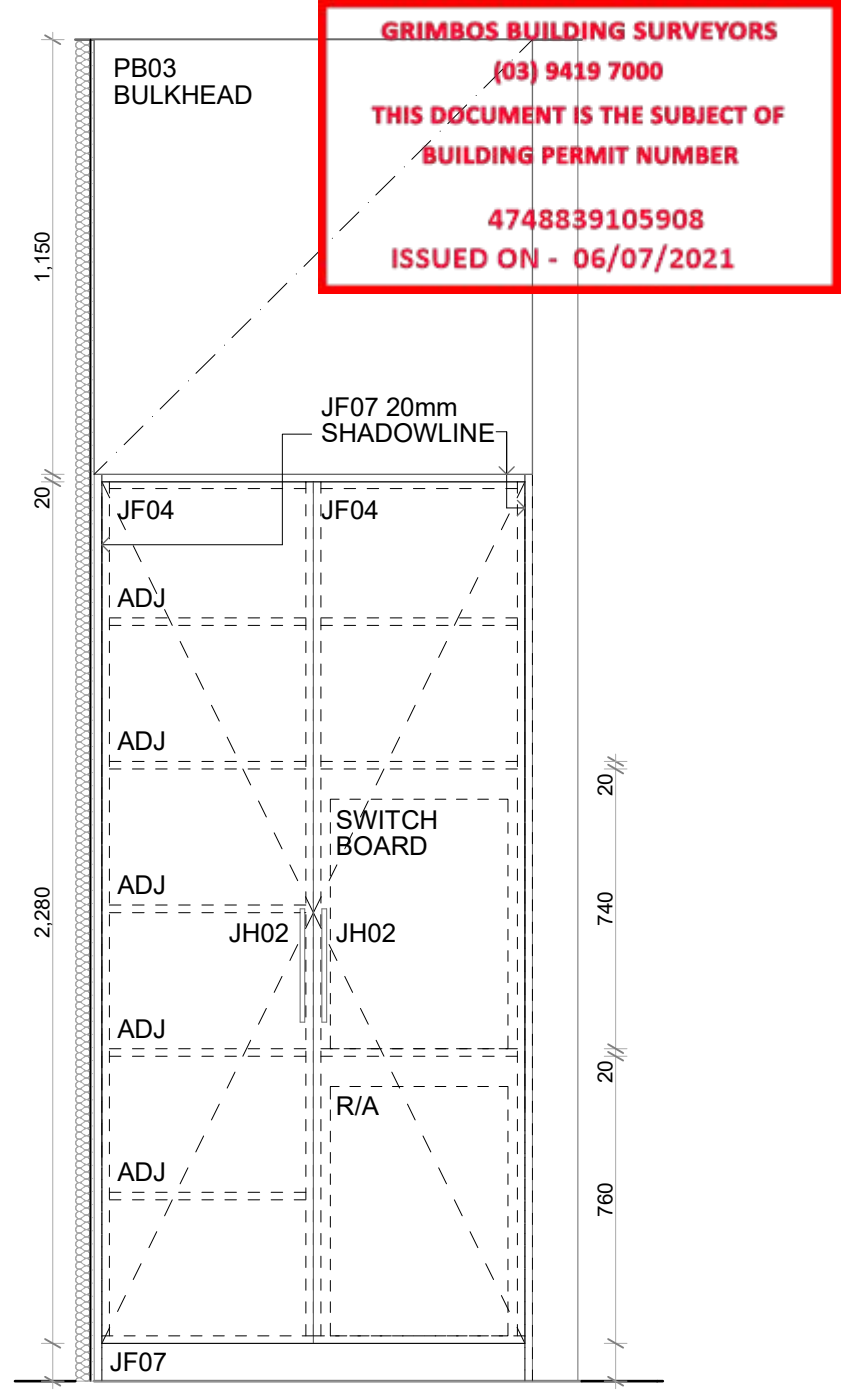 GRIMBOS BUILDING SURVEYORS
(03) 9419 7000
THIS DOCUMENT IS THE SUBJECT OF
BUILDING PERMIT NUMBER
4748839105908
ISSUED ON - 06/07/2021
PB03
BULKHEAD
1,150
JF07 20mm
SHADOWLINE
20
JF04
JF04
ADJ
ADJ
20
SWITCH
BOARD
ADJ
2,280
740
JH02
JH02
ADJ
20
R/A
ADJ
760
JF07